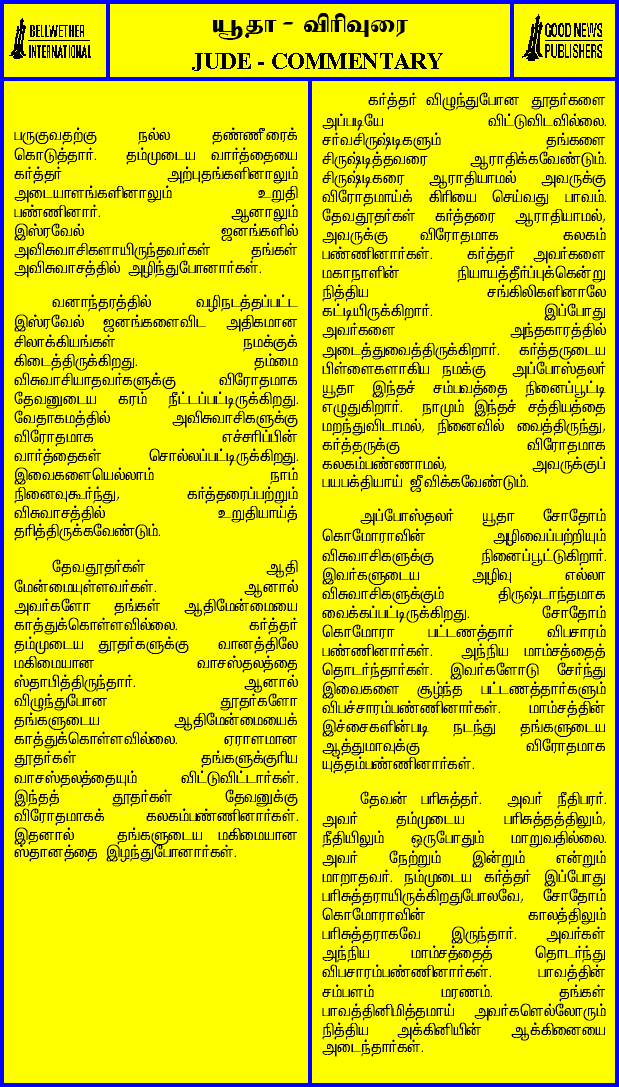 BELLWETHER
INTERNATIONAL
யூதா - விரிவுரை
JUDE - COMMENTARY
GOOD NEWS
PUBLISHERS
பருகுவதற்கு நல்ல தண்ணீரைக்
கொடுத்தார். தம்முடைய வார்த்தையை
கர்த்தர் அற்புதங்களினாலும்
அடையாளங்களினாலும் உறுதி
பண்ணினார். ஆனாலும்
இஸ்ரவேல் ஜனங்களில்
அவிசுவாசிகளாயிருந்தவர்கள் தங்கள்
அவிசுவாசத்தில் அழிந்துபோனார்கள்.
வனாந்தரத்தில் வழிநடத்தப்பட்ட
இஸ்ரவேல் ஜனங்களைவிட அதிகமான
சிலாக்கியங்கள் நமக்குக்
கிடைத்திருக்கிறது. தம்மை
விசுவாசியாதவர்களுக்கு விரோதமாக
தேவனுடைய கரம் நீட்டப்பட்டிருக்கிறது.
வேதாகமத்தில் அவிசுவாசிகளுக்கு
விரோதமாக எச்சரிப்பின்
வார்த்தைகள் சொல்லப்பட்டிருக்கிறது.
இவைகளையெல்லாம் நாம்
நினைவுகூர்ந்து, கர்த்தரைப்பற்றும்
விசுவாசத்தில் உறுதியாய்த்
தரித்திருக்கவேண்டும்.
தேவதூதர்கள் ஆதி
மேன்மையுள்ளவர்கள். ஆனால்
அவர்களோ தங்கள் ஆதிமேன்மையை
காத்துக்கொள்ளவில்லை. கர்த்தர்
தம்முடைய தூதர்களுக்கு வானத்திலே
மகிமையான வாசஸ்தலத்தை
ஸ்தாபித்திருந்தார். ஆனால்
விழுந்துபோன தூதர்களோ
தங்களுடைய ஆதிமேன்மையைக்
காத்துக்கொள்ளவில்லை. ஏராளமான
தூதர்கள் தங்களுக்குரிய
வாசஸ்தலத்தையும் விட்டுவிட்டார்கள்.
இந்தத் தூதர்கள் தேவனுக்கு
விரோதமாகக் கலகம்பண்ணினார்கள்.
இதனால் தங்களுடைய மகிமையான
ஸ்தானத்தை இழந்துபோனார்கள்.
கர்த்தர் விழுந்துபோன தூதர்களை
அப்படியே விட்டுவிடவில்லை.
சர்வசிருஷ்டிகளும் தங்களை
சிருஷ்டித்தவரை ஆராதிக்கவேண்டும்.
சிருஷ்டிகரை ஆராதியாமல் அவருக்கு
விரோதமாய்க் கிரியை செய்வது பாவம்.
தேவதூதர்கள் கர்த்தரை ஆராதியாமல்,
அவருக்கு விரோதமாக கலகம்
பண்ணினார்கள். கர்த்தர் அவர்களை
மகாநாளின் நியாயத்தீர்ப்புக்கென்று
நித்திய சங்கிலிகளினாலே
கட்டியிருக்கிறார். இப்போது
அவர்களை அந்தகாரத்தில்
அடைத்துவைத்திருக்கிறார். கர்த்தருடைய
பிள்ளைகளாகிய நமக்கு அப்போஸ்தலர்
யூதா இந்தச் சம்பவத்தை நினைப்பூட்டி
எழுதுகிறார். நாமும் இந்தச் சத்தியத்தை
மறந்துவிடாமல், நினைவில் வைத்திருந்து,
கர்த்தருக்கு விரோதமாக
கலகம்பண்ணாமல், அவருக்குப்
பயபக்தியாய் ஜீவிக்கவேண்டும்.
அப்போஸ்தலர் யூதா சோதோம்
கொமோராவின் அழிவைப்பற்றியும்
விசுவாசிகளுக்கு நினைப்பூட்டுகிறார்.
இவர்களுடைய அழிவு எல்லா
விசுவாசிகளுக்கும் திருஷ்டாந்தமாக
வைக்கப்பட்டிருக்கிறது. சோதோம்
கொமோரா பட்டணத்தார் விபசாரம்
பண்ணினார்கள். அந்நிய மாம்சத்தைத்
தொடர்ந்தார்கள். இவர்களோடு சேர்ந்து
இவைகளை சூழ்ந்த பட்டணத்தார்களும்
விபச்சாரம்பண்ணினார்கள். மாம்சத்தின்
இச்சைகளின்படி நடந்து தங்களுடைய
ஆத்துமாவுக்கு விரோதமாக
யுத்தம்பண்ணினார்கள்.
தேவன் பரிசுத்தர். அவர் நீதிபரர்.
அவர் தம்முடைய பரிசுத்தத்திலும்,
நீதியிலும் ஒருபோதும் மாறுவதில்லை.
அவர் நேற்றும் இன்றும் என்றும்
மாறாதவர். நம்முடைய கர்த்தர் இப்போது
பரிசுத்தராயிருக்கிறதுபோலவே, சோதோம்
கொமோராவின் காலத்திலும்
பரிசுத்தராகவே இருந்தார். அவர்கள்
அந்நிய மாம்சத்தைத் தொடர்ந்து
விபசாரம்பண்ணினார்கள். பாவத்தின்
சம்பளம் மரணம். தங்கள்
பாவத்தினிமித்தமாய் அவர்களெல்லோரும்
நித்திய அக்கினியின் ஆக்கினையை
அடைந்தார்கள்.